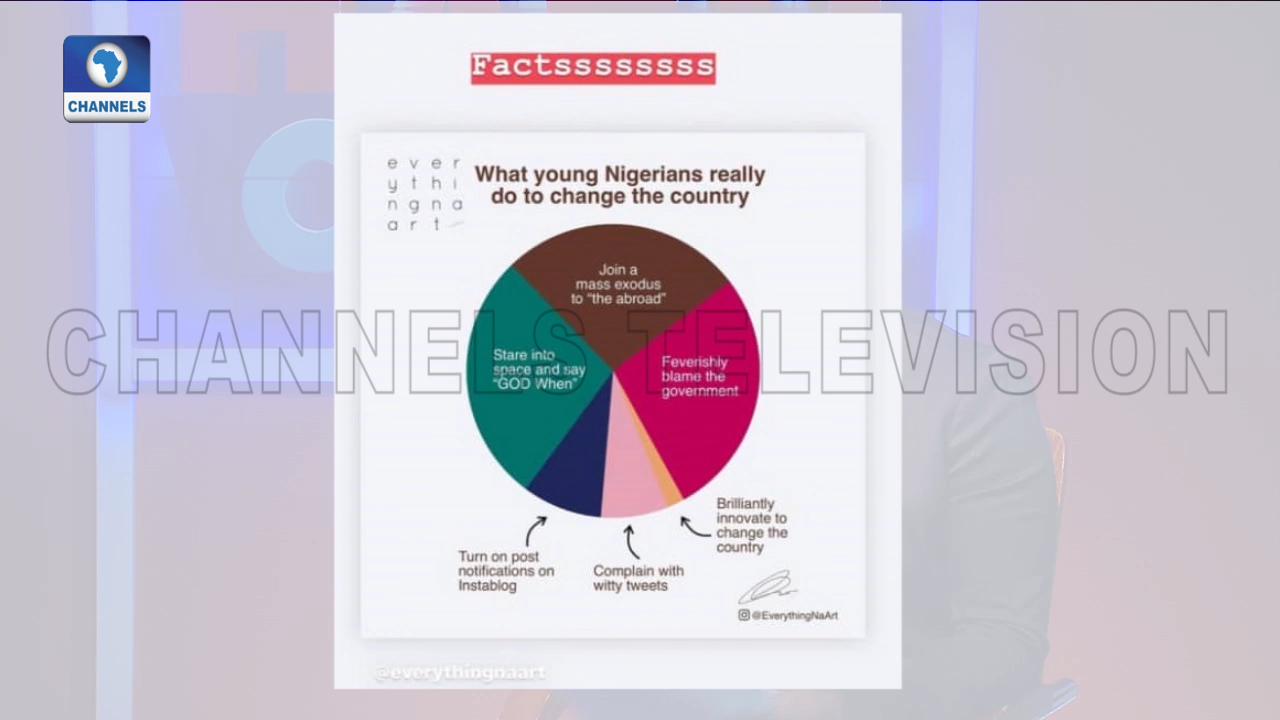 CHANNELS
Factsssssssss
e v e r
y t h i
n g n a
a r t
What young Nigerians really
do to change the country
Join a
mass exodus
to “the abroad”
Stare into
space and say
“GOD When”
Feverishly
blame the
government
CHANNELS TELEVISION
Brilliantly
innovate to
change the
country
Turn on post
notifications on
Instablog
Complain with
witty tweets
@EverythingNaArt
@everythingnaart